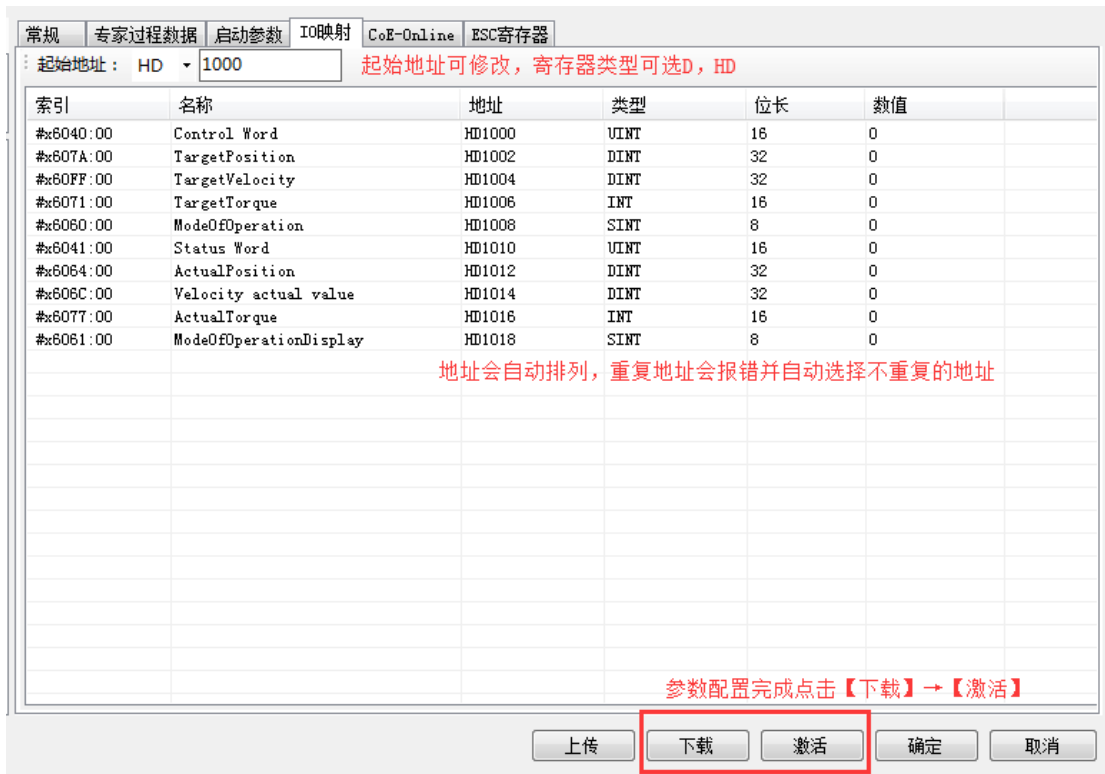 常规 专家过程数据 启动参数 IO映射 CoE-Online ESC寄存器
起始地址： HD 1000 起始地址可修改，寄存器类型可选D，HD
索引 名称 地址 类型 位长 数值
#x6040:00 Control Word HD1000 UINT 16 0
#x607A:00 TargetPosition HD1002 DINT 32 0
#x60FF:00 TargetVelocity HD1004 DINT 32 0
#x6071:00 TargetTorque HD1006 INT 16 0
#x6060:00 ModeOfOperation HD1008 SINT 8 0
#x6041:00 Status Word HD1010 UINT 16 0
#x6064:00 ActualPosition HD1012 DINT 32 0
#x606C:00 Velocity actual value HD1014 DINT 32 0
#x6077:00 ActualTorque HD1016 INT 16 0
#x6061:00 ModeOfOperationDisplay HD1018 SINT 8 0
地址会自动排列，重复地址会报错并自动选择不重复的地址
参数配置完成点击【下载】→【激活】
上传 下载 激活 确定 取消